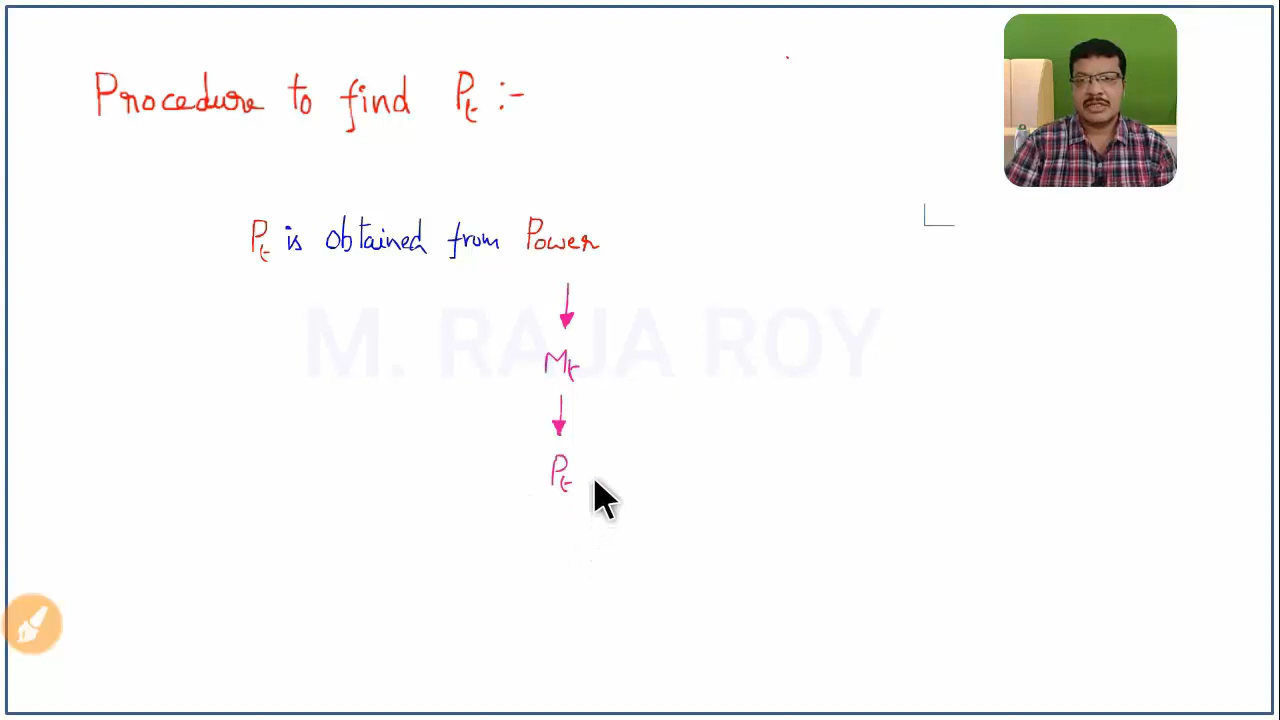 Procedure to find Pt :-
Pt is obtained from Power
M. RAJA ROY
Mt
Pt